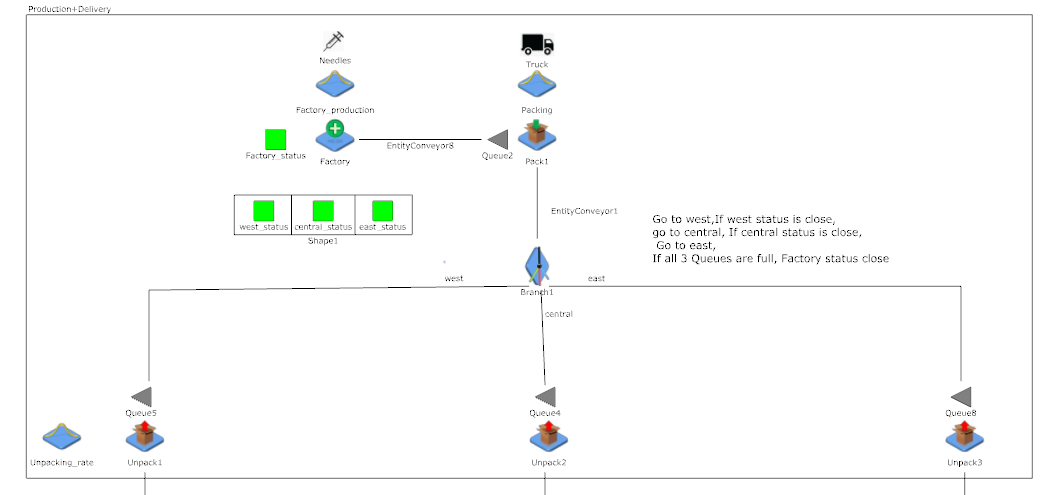 Production+Delivery
Needles
Truck
Factory_production
Packing
Factory_status
Factory
EntityConveyor8
Queue2
Pack1
EntityConveyor1
west_status
central_status
east_status
Shape1
Go to west,If west status is close,
go to central, If central status is close,
Go to east,
If all 3 Queues are full, Factory status close
west
east
Branch1
central
Queue5
Queue4
Queue8
Unpacking_rate
Unpack1
Unpack2
Unpack3